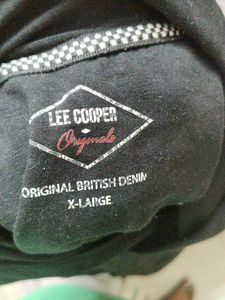 LEE COOPER
Originals
ORIGINAL BRITISH DENIM
X-LARGE